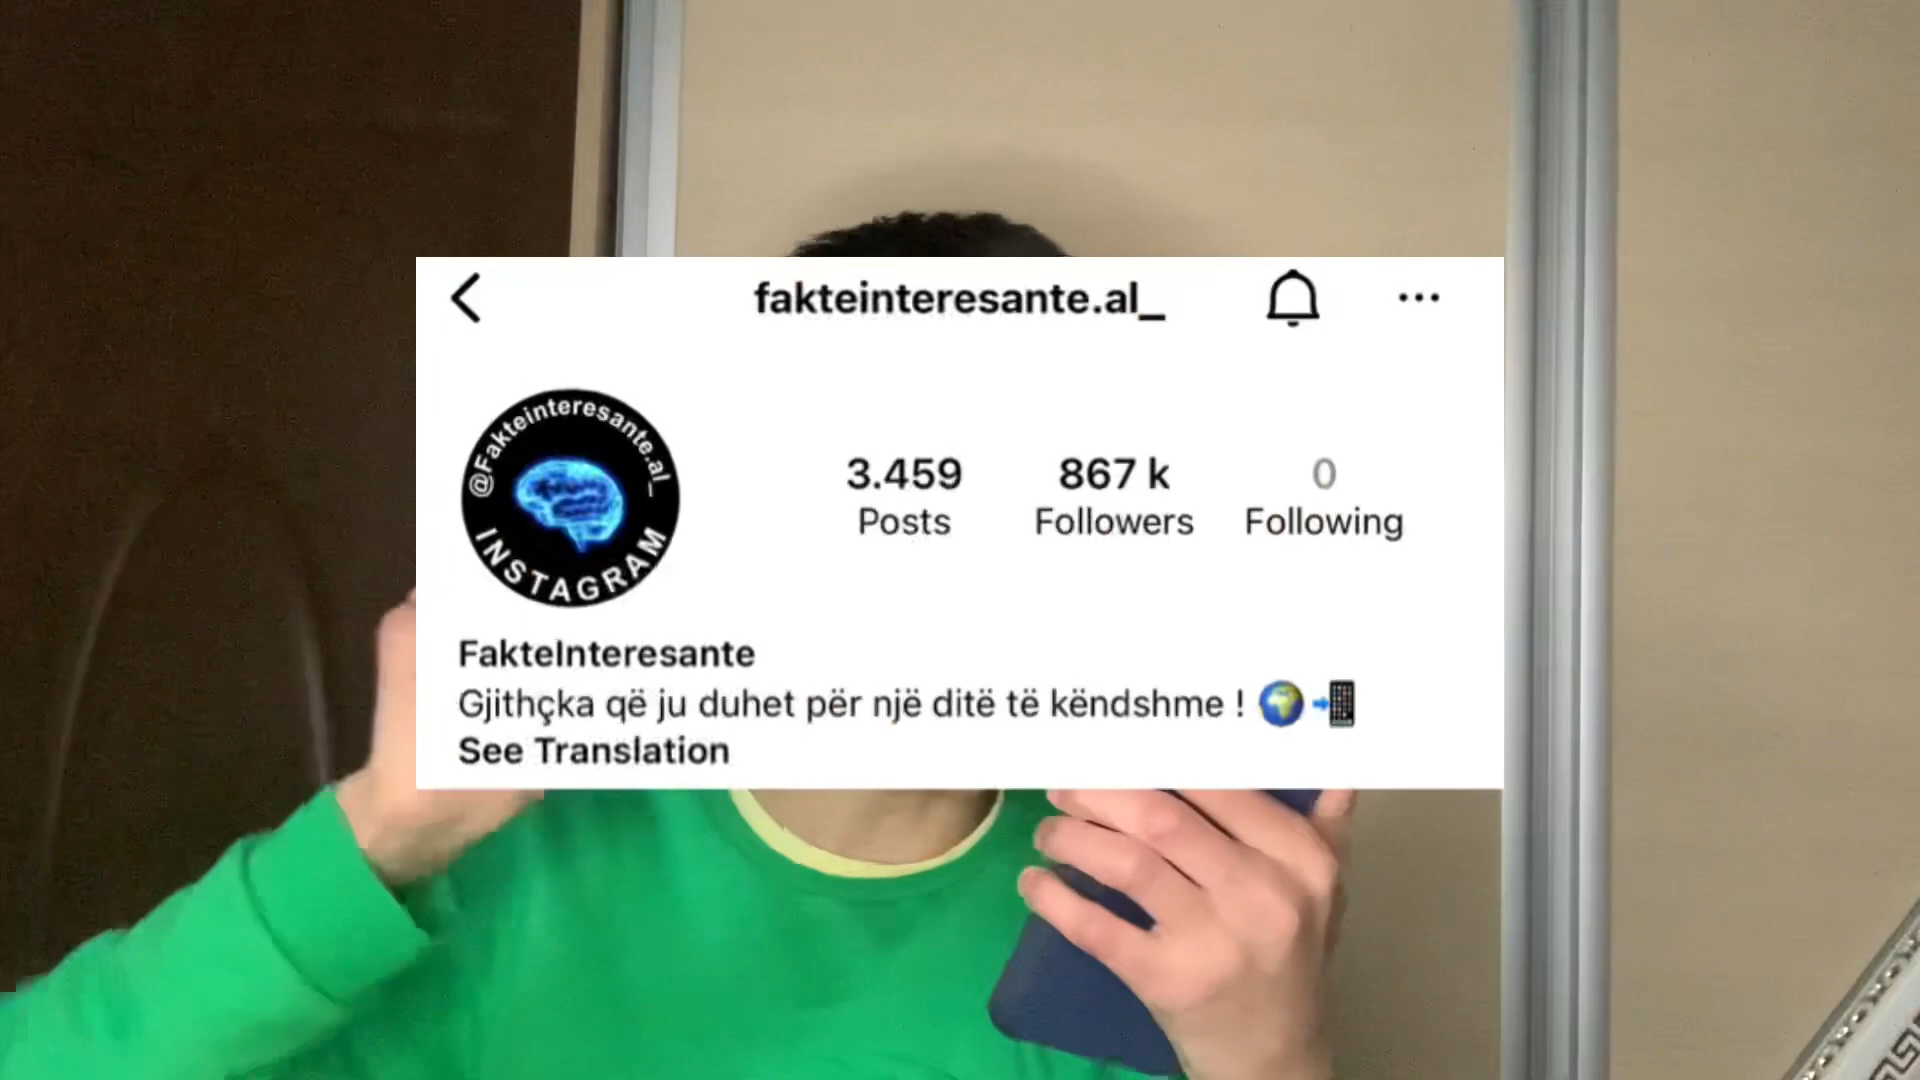 fakteinteresante.al_
@Fakteinteresante.al_
INSTAGRAM
3.459 867 k 0
Posts Followers Following
FakteInteresante
Gjithçka që ju duhet për një ditë të këndshme ! 🌍 📲
See Translation